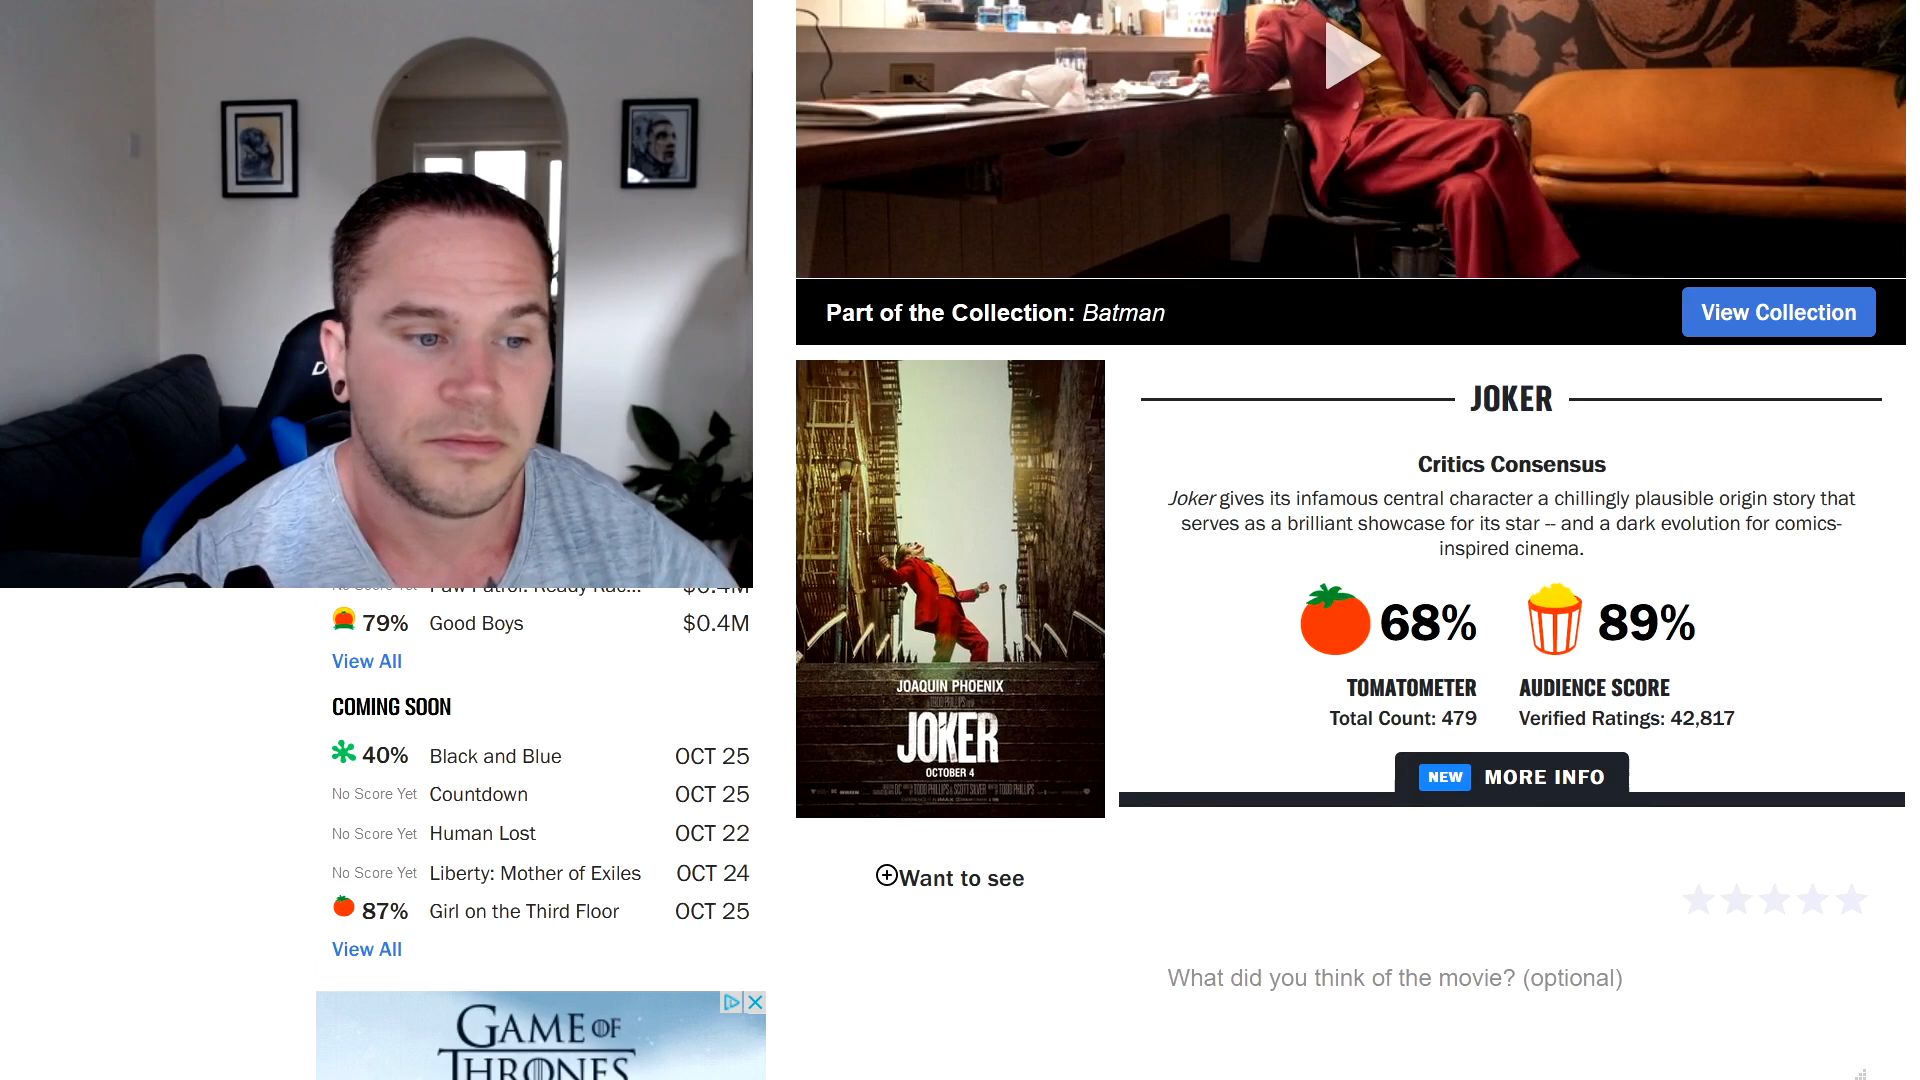 Part of the Collection: Batman
View Collection
JOKER
Critics Consensus
Joker gives its infamous central character a chillingly plausible origin story that
serves as a brilliant showcase for its star -- and a dark evolution for comics-
inspired cinema.
68%
89%
TOMATOMETER
AUDIENCE SCORE
Total Count: 479
Verified Ratings: 42,817
NEW MORE INFO
JOAQUIN PHOENIX
JOKER
OCTOBER 4
Want to see
What did you think of the movie? (optional)
79% Good Boys $0.4M
View All
COMING SOON
40% Black and Blue OCT 25
No Score Yet Countdown OCT 25
No Score Yet Human Lost OCT 22
No Score Yet Liberty: Mother of Exiles OCT 24
87% Girl on the Third Floor OCT 25
View All
GAME OF
THRONES